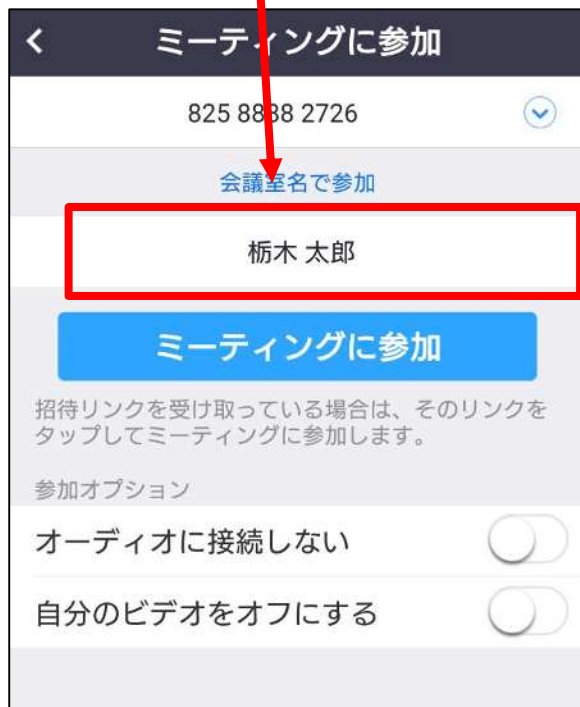 ミーティングに参加
825 8838 2726
会議室名で参加
栃木 太郎
ミーティングに参加
招待リンクを受け取っている場合は、そのリンクを
タップしてミーティングに参加します。
参加オプション
オーディオに接続しない
自分のビデオをオフにする